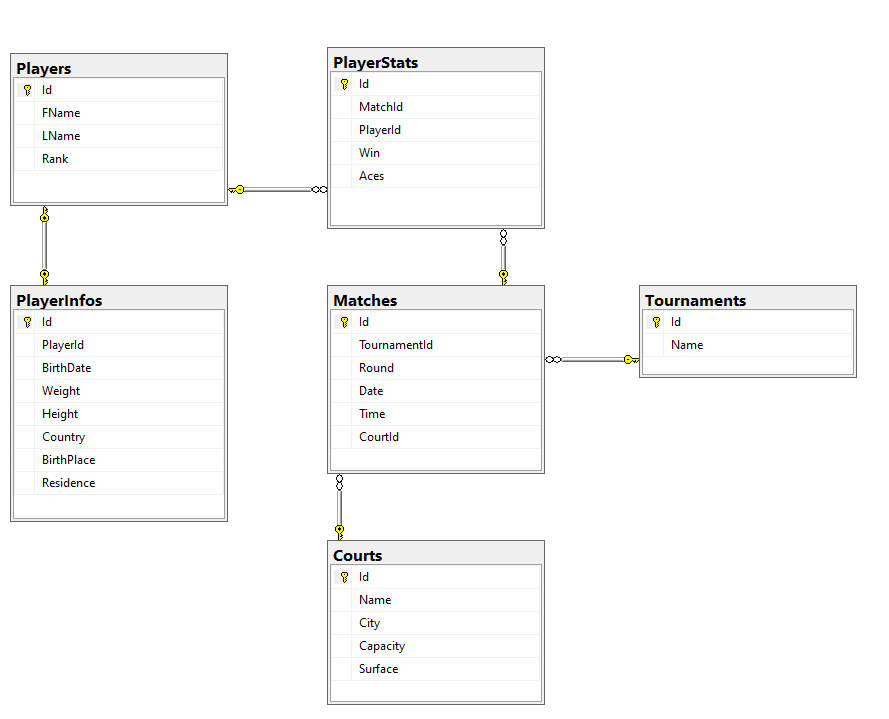 Players
Id
FName
LName
Rank
PlayerStats
Id
MatchId
PlayerId
Win
Aces
PlayerInfos
Id
PlayerId
BirthDate
Weight
Height
Country
BirthPlace
Residence
Matches
Id
TournamentId
Round
Date
Time
CourtId
Tournaments
Id
Name
Courts
Id
Name
City
Capacity
Surface